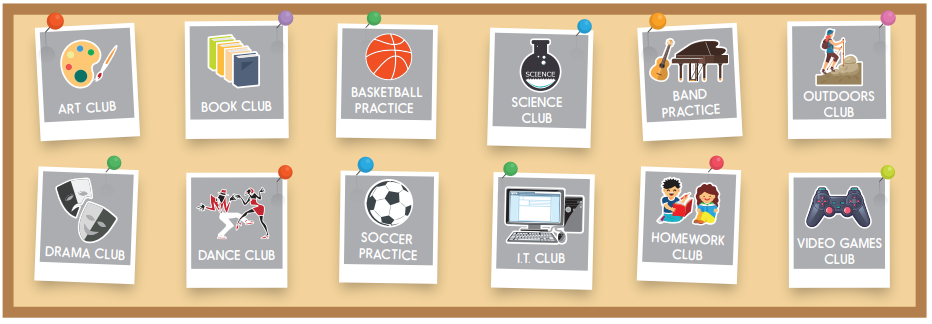 ART CLUB
BOOK CLUB
BASKETBALL
PRACTICE
SCIENCE
SCIENCE
CLUB
BAND
PRACTICE
OUTDOORS
CLUB
DRAMA CLUB
DANCE CLUB
SOCCER
PRACTICE
I.T. CLUB
HOMEWORK
CLUB
VIDEO GAMES
CLUB